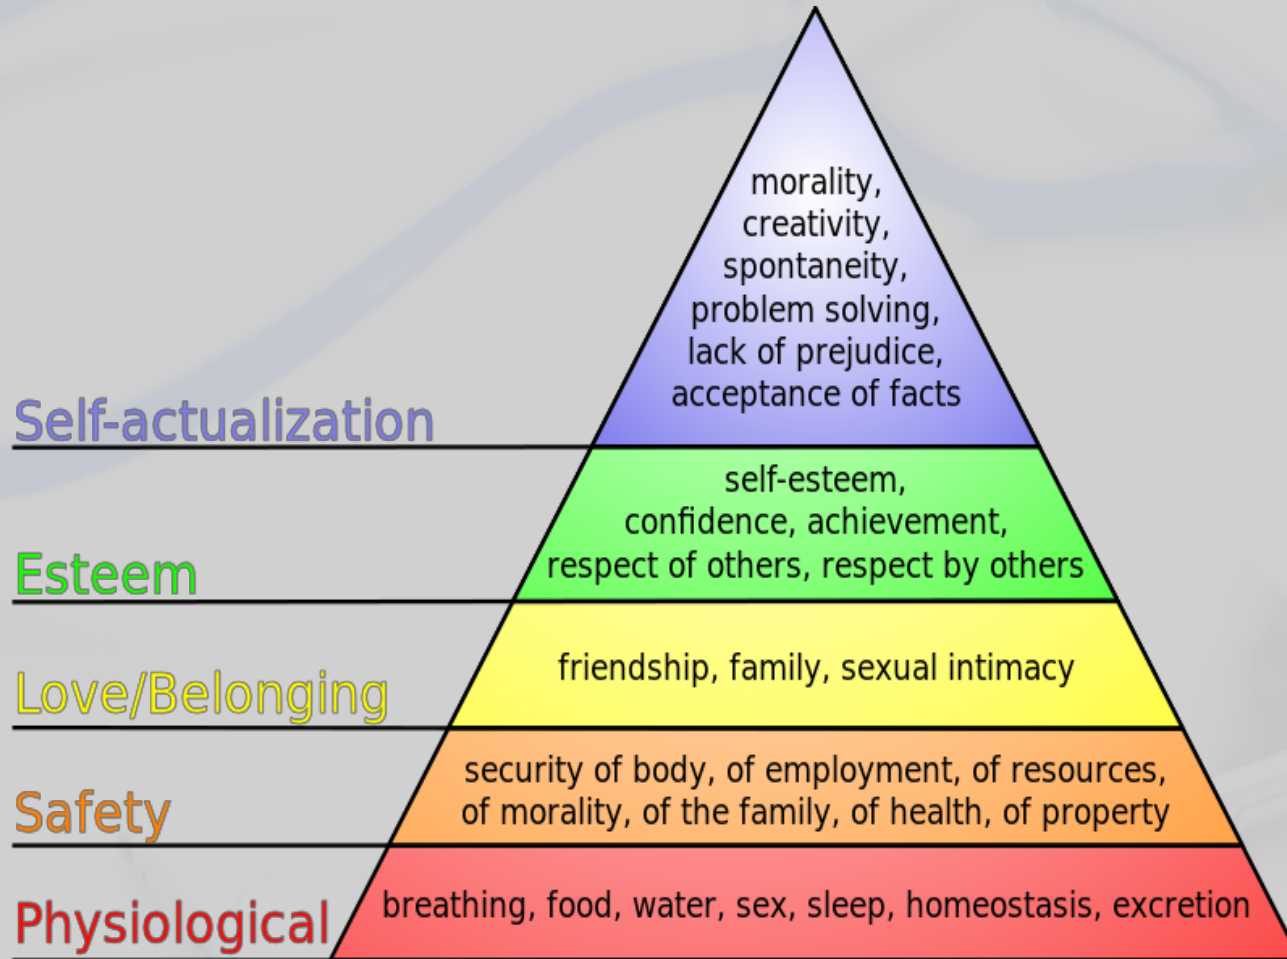 morality,
creativity,
spontaneity,
problem solving,
lack of prejudice,
acceptance of facts
Self-actualization
self-esteem,
confidence, achievement,
respect of others, respect by others
Esteem
friendship, family, sexual intimacy
Love/Belonging
security of body, of employment, of resources,
of morality, of the family, of health, of property
Safety
breathing, food, water, sex, sleep, homeostasis, excretion
Physiological